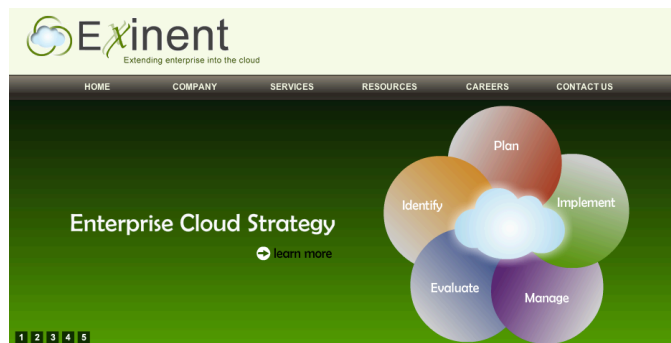 Exinent
Extending enterprise into the cloud
HOME COMPANY SERVICES RESOURCES CAREERS CONTACT US
Plan
Identify
Implement
Enterprise Cloud Strategy
learn more
Evaluate
Manage
1 2 3 4 5